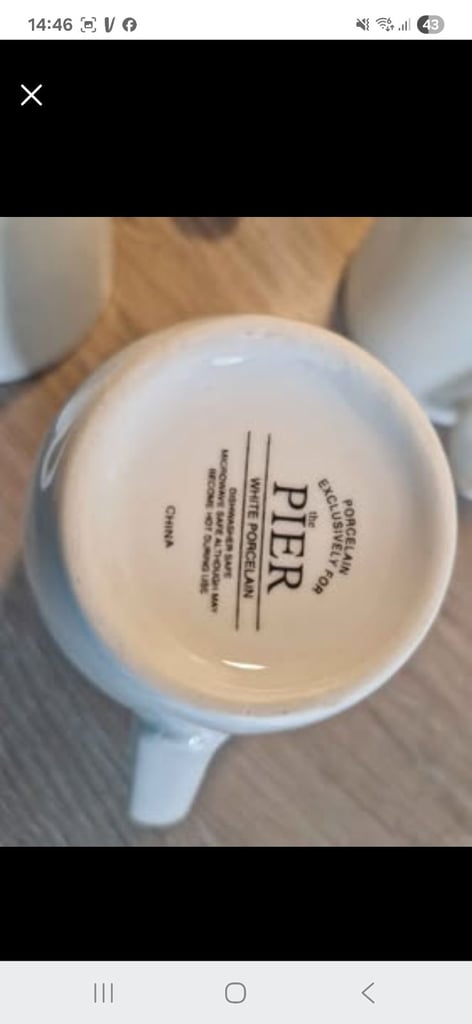 14:46
43
PORCELAIN
EXCLUSIVELY FOR
the
PIER
WHITE PORCELAIN
DISHWASHER SAFE
MICROWAVE SAFE ALTHOUGH MAY
BECOME HOT DURING USE
CHINA